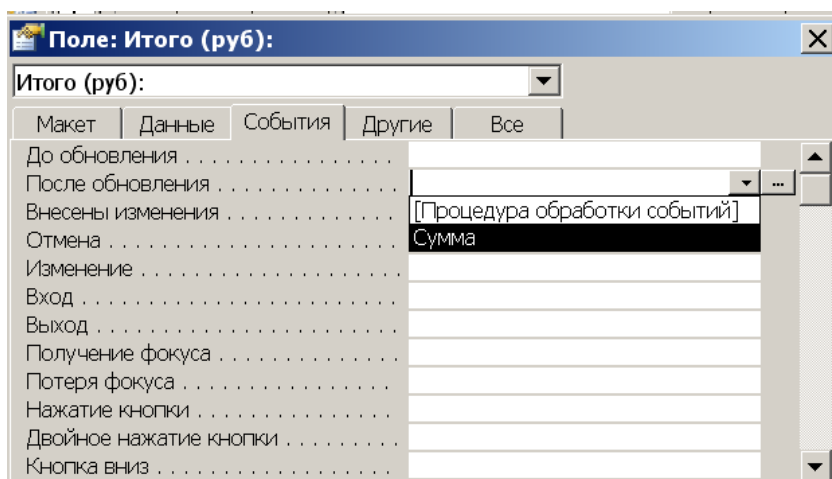 Поле: Итого (руб):
Итого (руб):
Макет Данные События Другие Все
До обновления . . . . . . . . . . . . . . . .
После обновления . . . . . . . . . . . . . ...
Внесены изменения . . . . . . . . . . . . . [Процедура обработки событий]
Отмена . . . . . . . . . . . . . . . . . . . . . . Сумма
Изменение . . . . . . . . . . . . . . . . . . . .
Вход . . . . . . . . . . . . . . . . . . . . . . . .
Выход . . . . . . . . . . . . . . . . . . . . . . .
Получение фокуса . . . . . . . . . . . . . .
Потеря фокуса . . . . . . . . . . . . . . . .
Нажатие кнопки . . . . . . . . . . . . . . .
Двойное нажатие кнопки . . . . . . . . .
Кнопка вниз . . . . . . . . . . . . . . . . . .